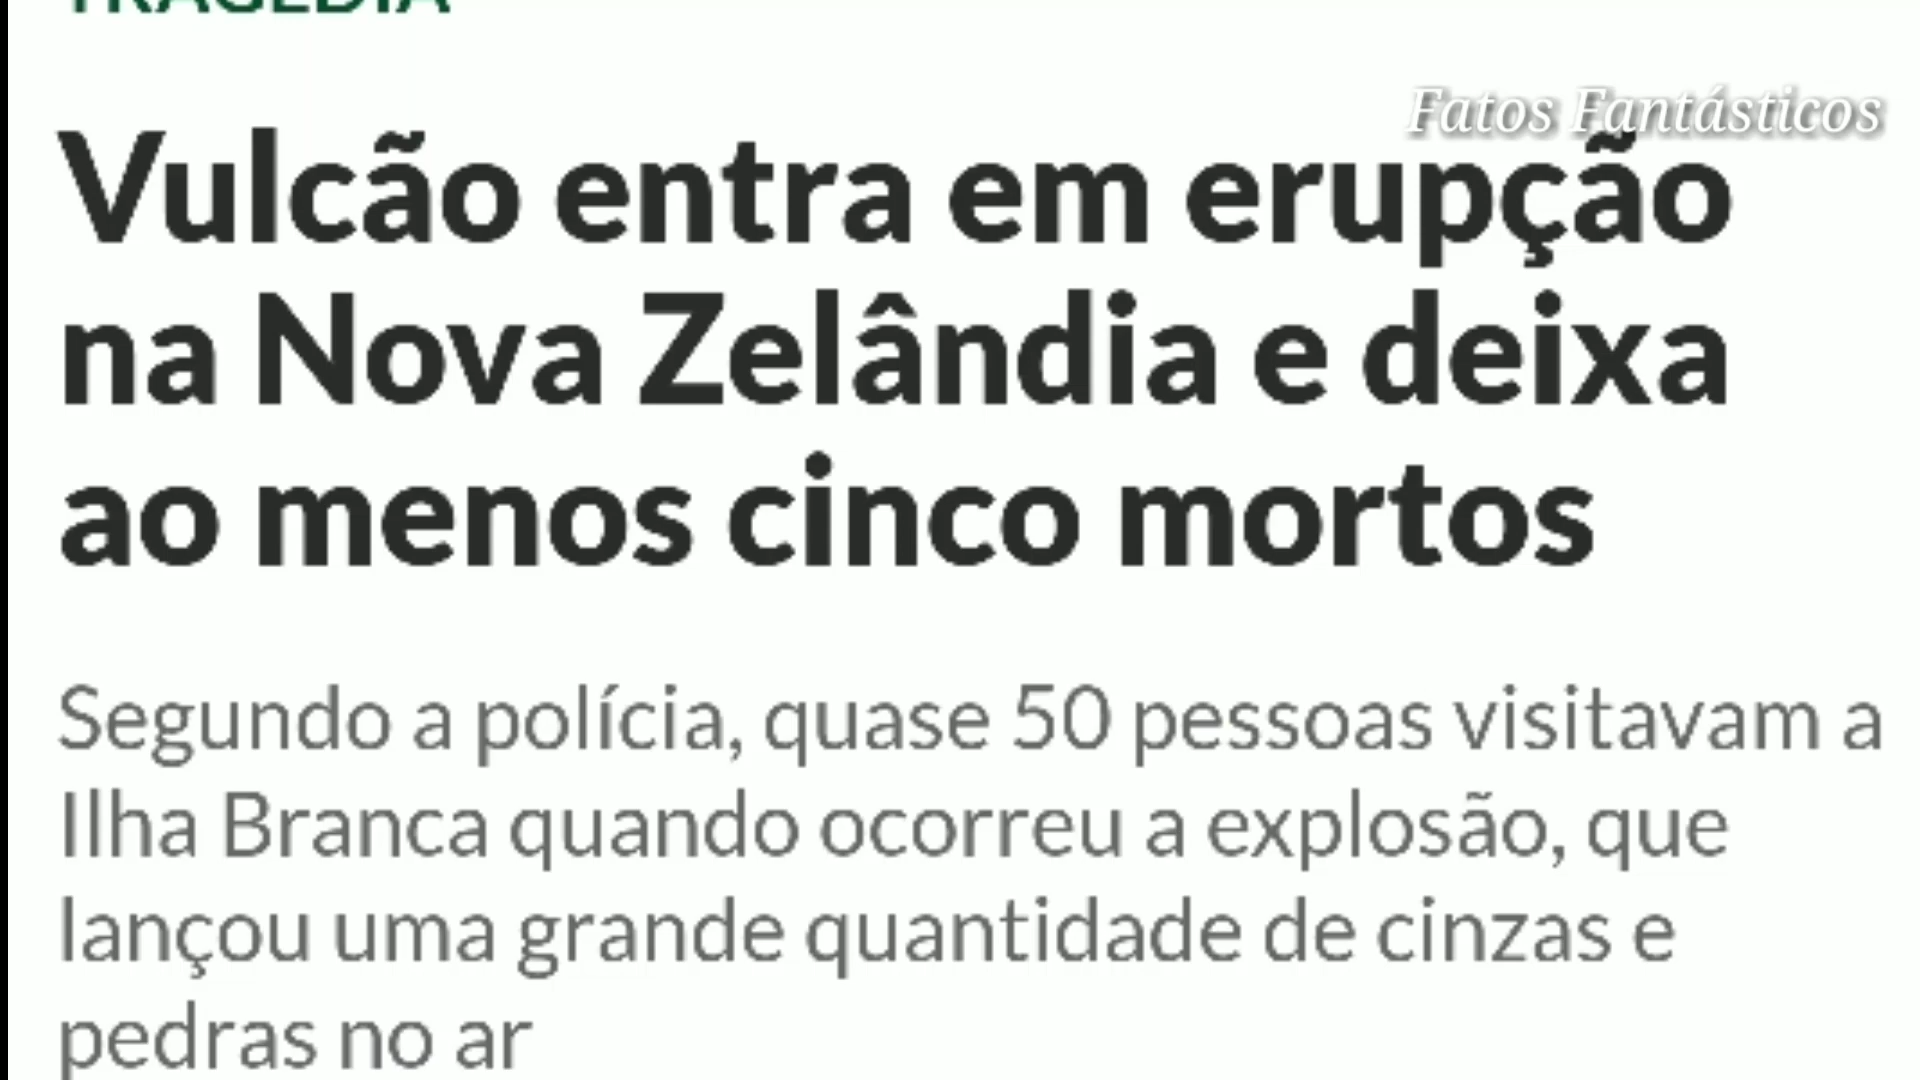 TRAGÉDIA
Fatos Fantásticos
Vulcão entra em erupção
na Nova Zelândia e deixa
ao menos cinco mortos
Segundo a polícia, quase 50 pessoas visitavam a
Ilha Branca quando ocorreu a explosão, que
lançou uma grande quantidade de cinzas e
pedras no ar